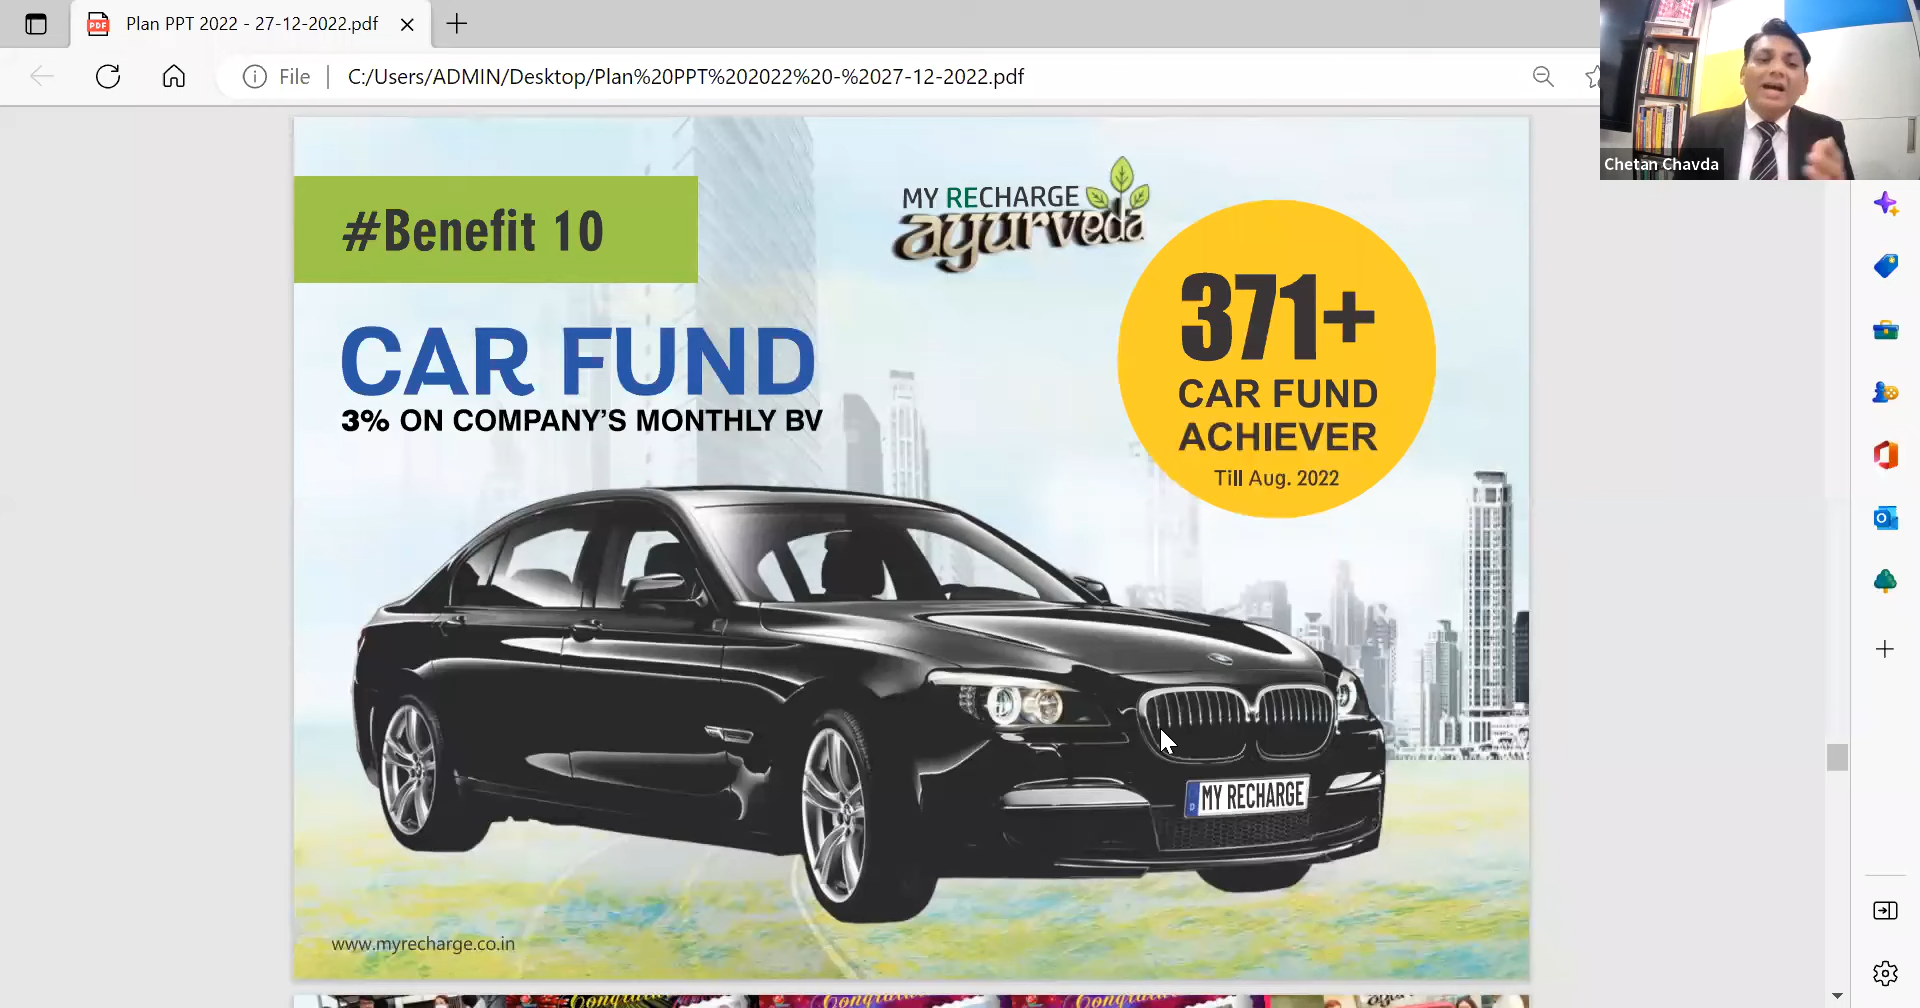 Plan PPT 2022 - 27-12-2022.pdf
PDF
File
C:/Users/ADMIN/Desktop/Plan%20PPT%202022%20-%2027-12-2022.pdf
Chetan Chavda
#Benefit 10
MY RECHARGE
ayurveda
371+
CAR FUND
ACHIEVER
Till Aug. 2022
CAR FUND
3% ON COMPANY'S MONTHLY BV
MY RECHARGE
www.myrecharge.co.in